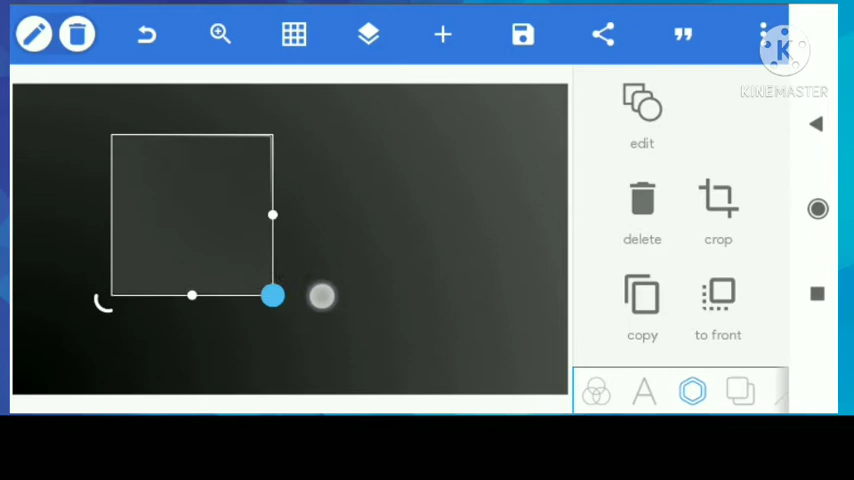 K
KINEMASTER
edit
delete
crop
copy
to front
A